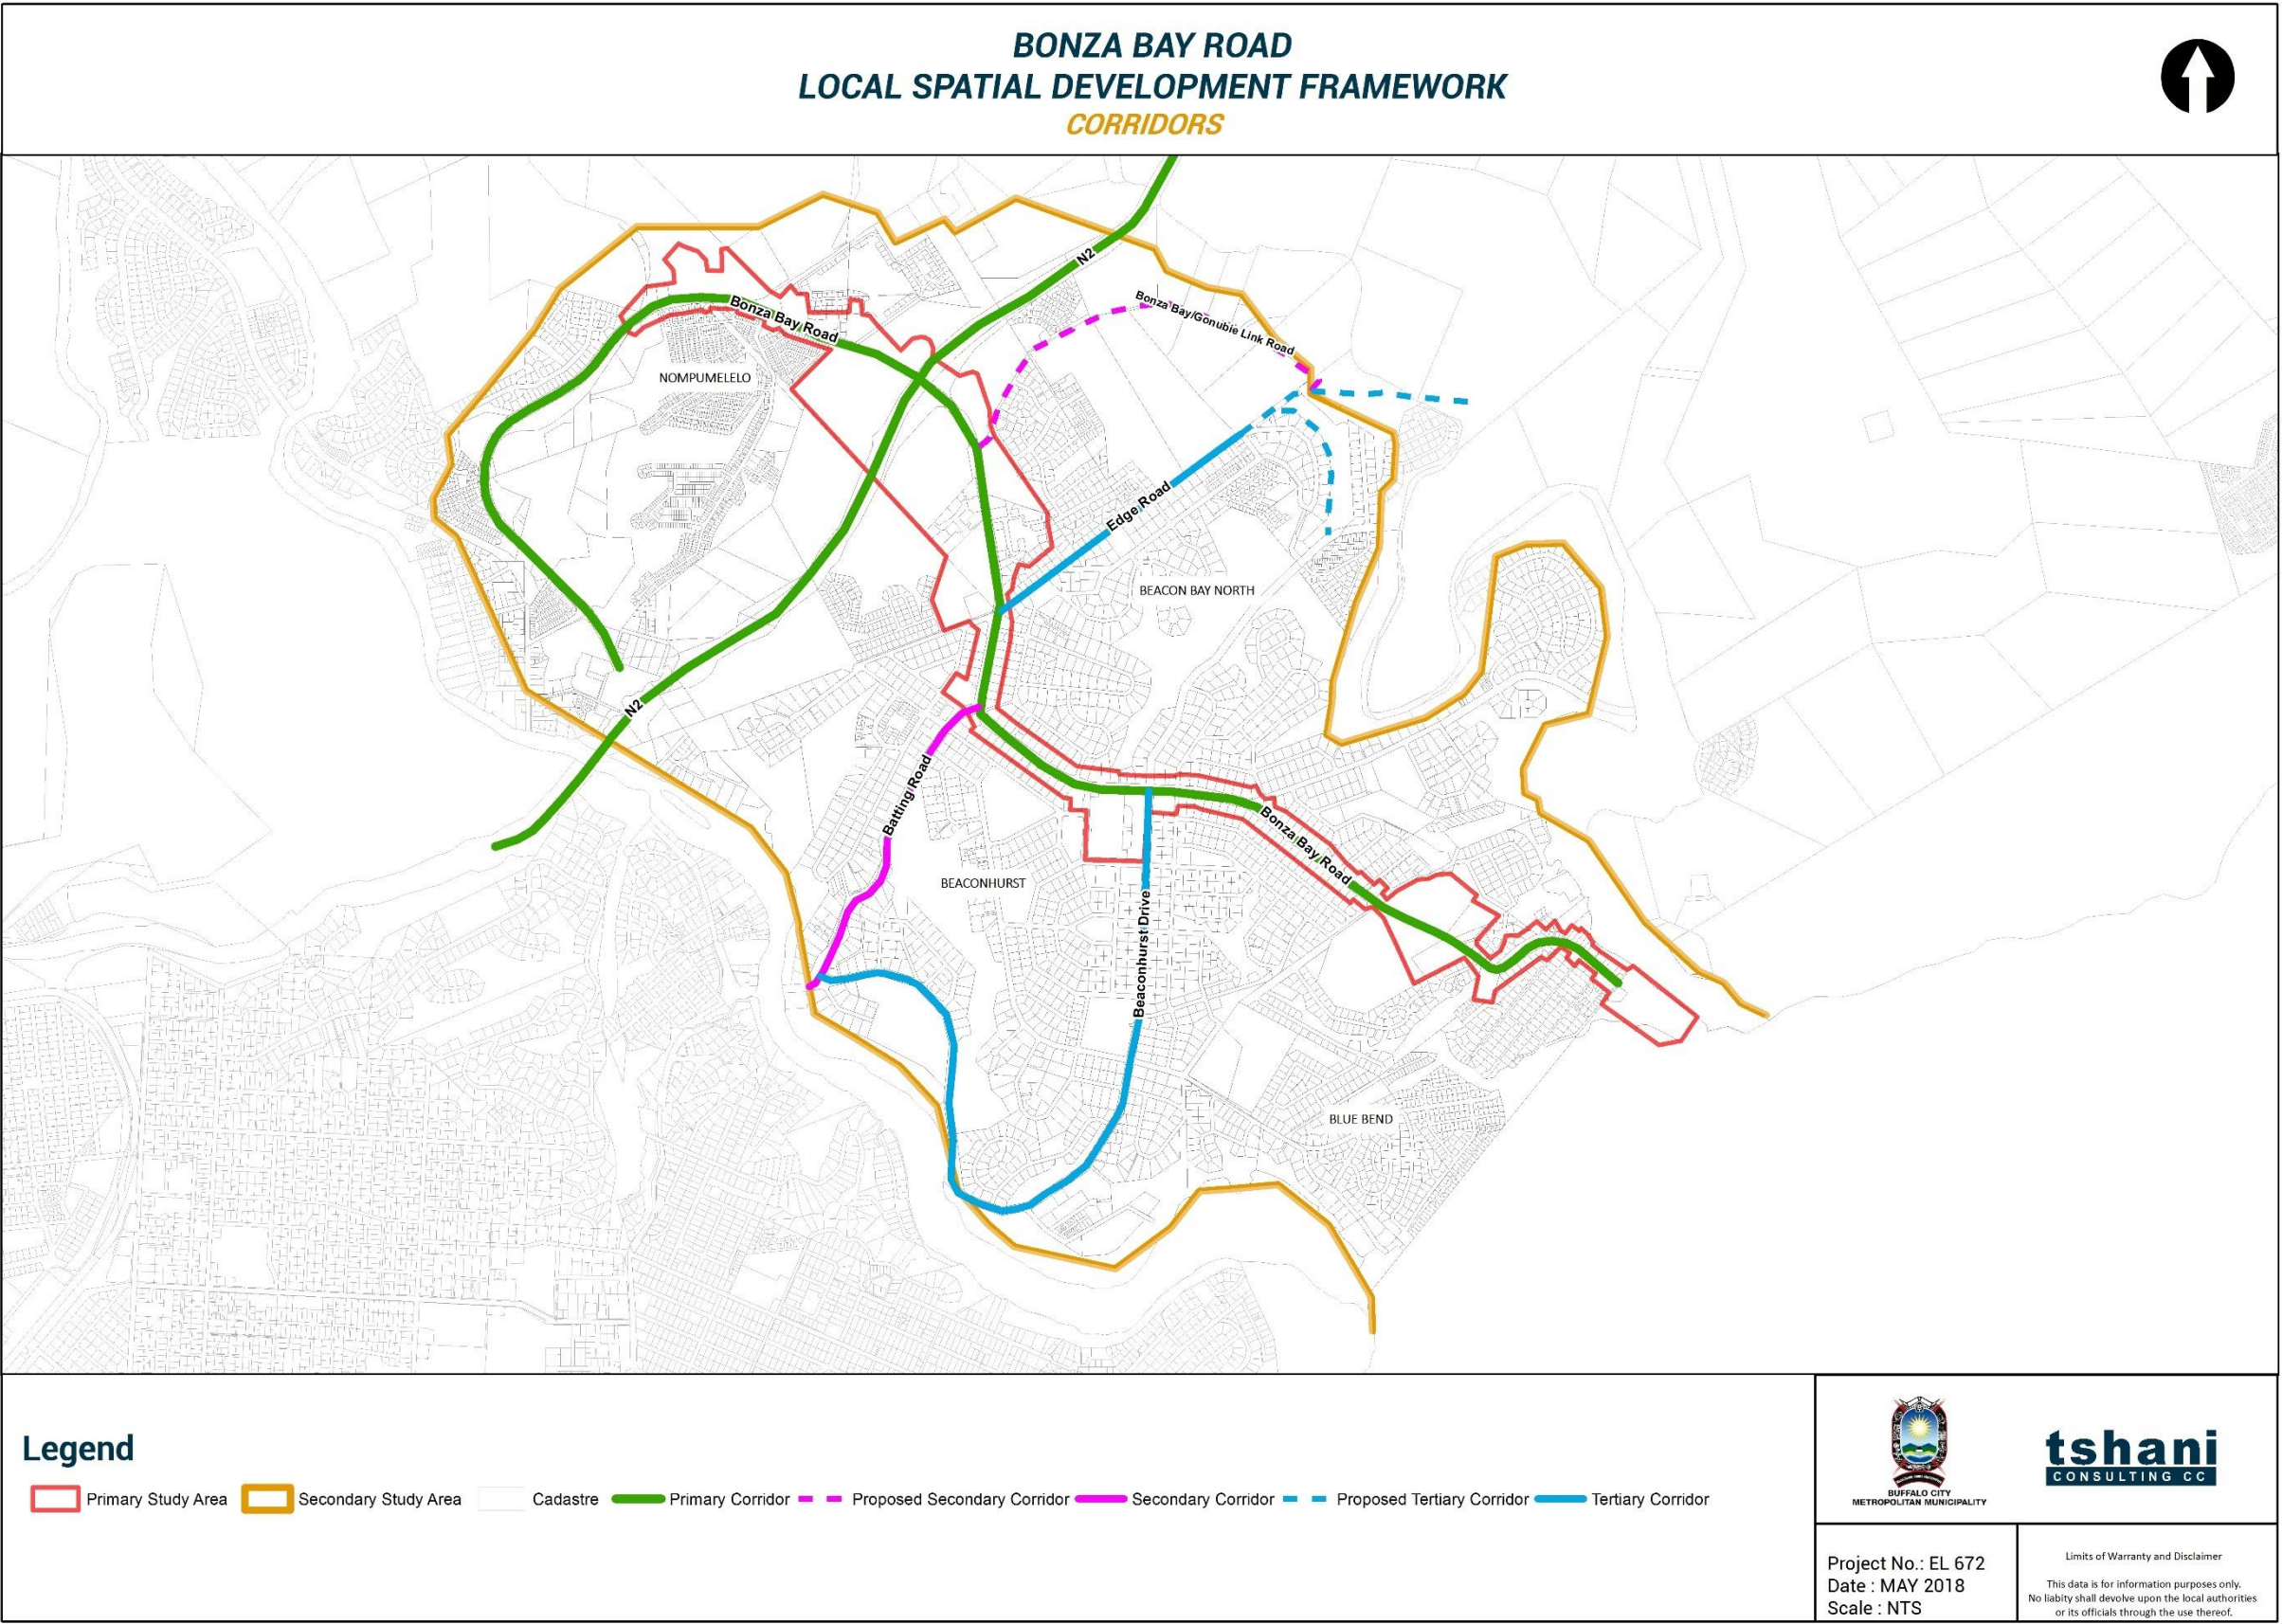 BONZA BAY ROAD
LOCAL SPATIAL DEVELOPMENT FRAMEWORK
CORRIDORS
N2
Bonza Bay Road
Bonza Bay/Gonubie Link Road
NOMPUMELELO
Edge Road
BEACON BAY NORTH
N2
Batting Road
Bonza Bay Road
BEACONHURST
Beaconhurst Drive
BLUE BEND
Legend
Primary Study Area
Secondary Study Area
Cadastre
Primary Corridor
Proposed Secondary Corridor
Secondary Corridor
Proposed Tertiary Corridor
Tertiary Corridor
BUFFALO CITY
METROPOLITAN MUNICIPALITY
tshani
CONSULTING CC
Project No.: EL 672
Date : MAY 2018
Scale : NTS
Limits of Warranty and Disclaimer
This data is for information purposes only.
No liabity shall devolve upon the local authorities
or its officials through the use thereof.